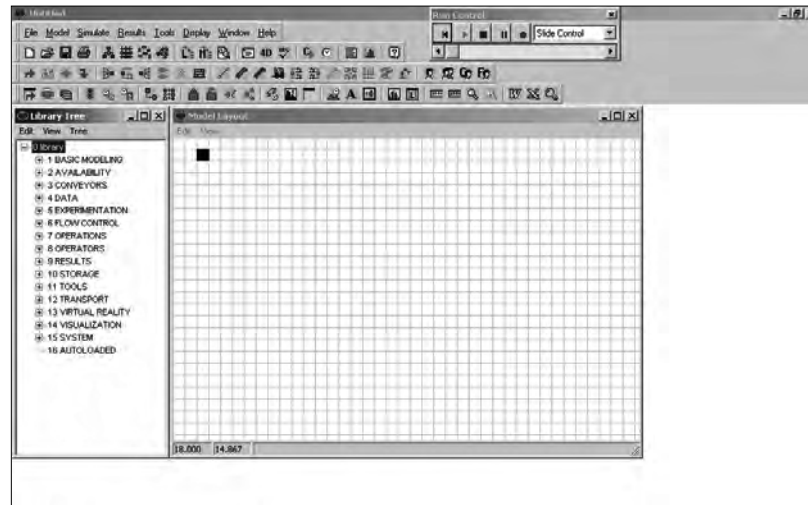 Untitled
File Model Simulate Results Tools Display Window Help
4D
Run Control
Slide Control
Library Tree
Edit View Tree
0 library
1 BASIC MODELING
2 AVAILABILITY
3 CONVEYORS
4 DATA
5 EXPERIMENTATION
6 FLOW CONTROL
7 OPERATIONS
8 OPERATORS
9 RESULTS
10 STORAGE
11 TOOLS
12 TRANSPORT
13 VIRTUAL REALITY
14 VISUALIZATION
15 SYSTEM
16 AUTOLOADED
Model Layout
Edit View
18.000 14.867